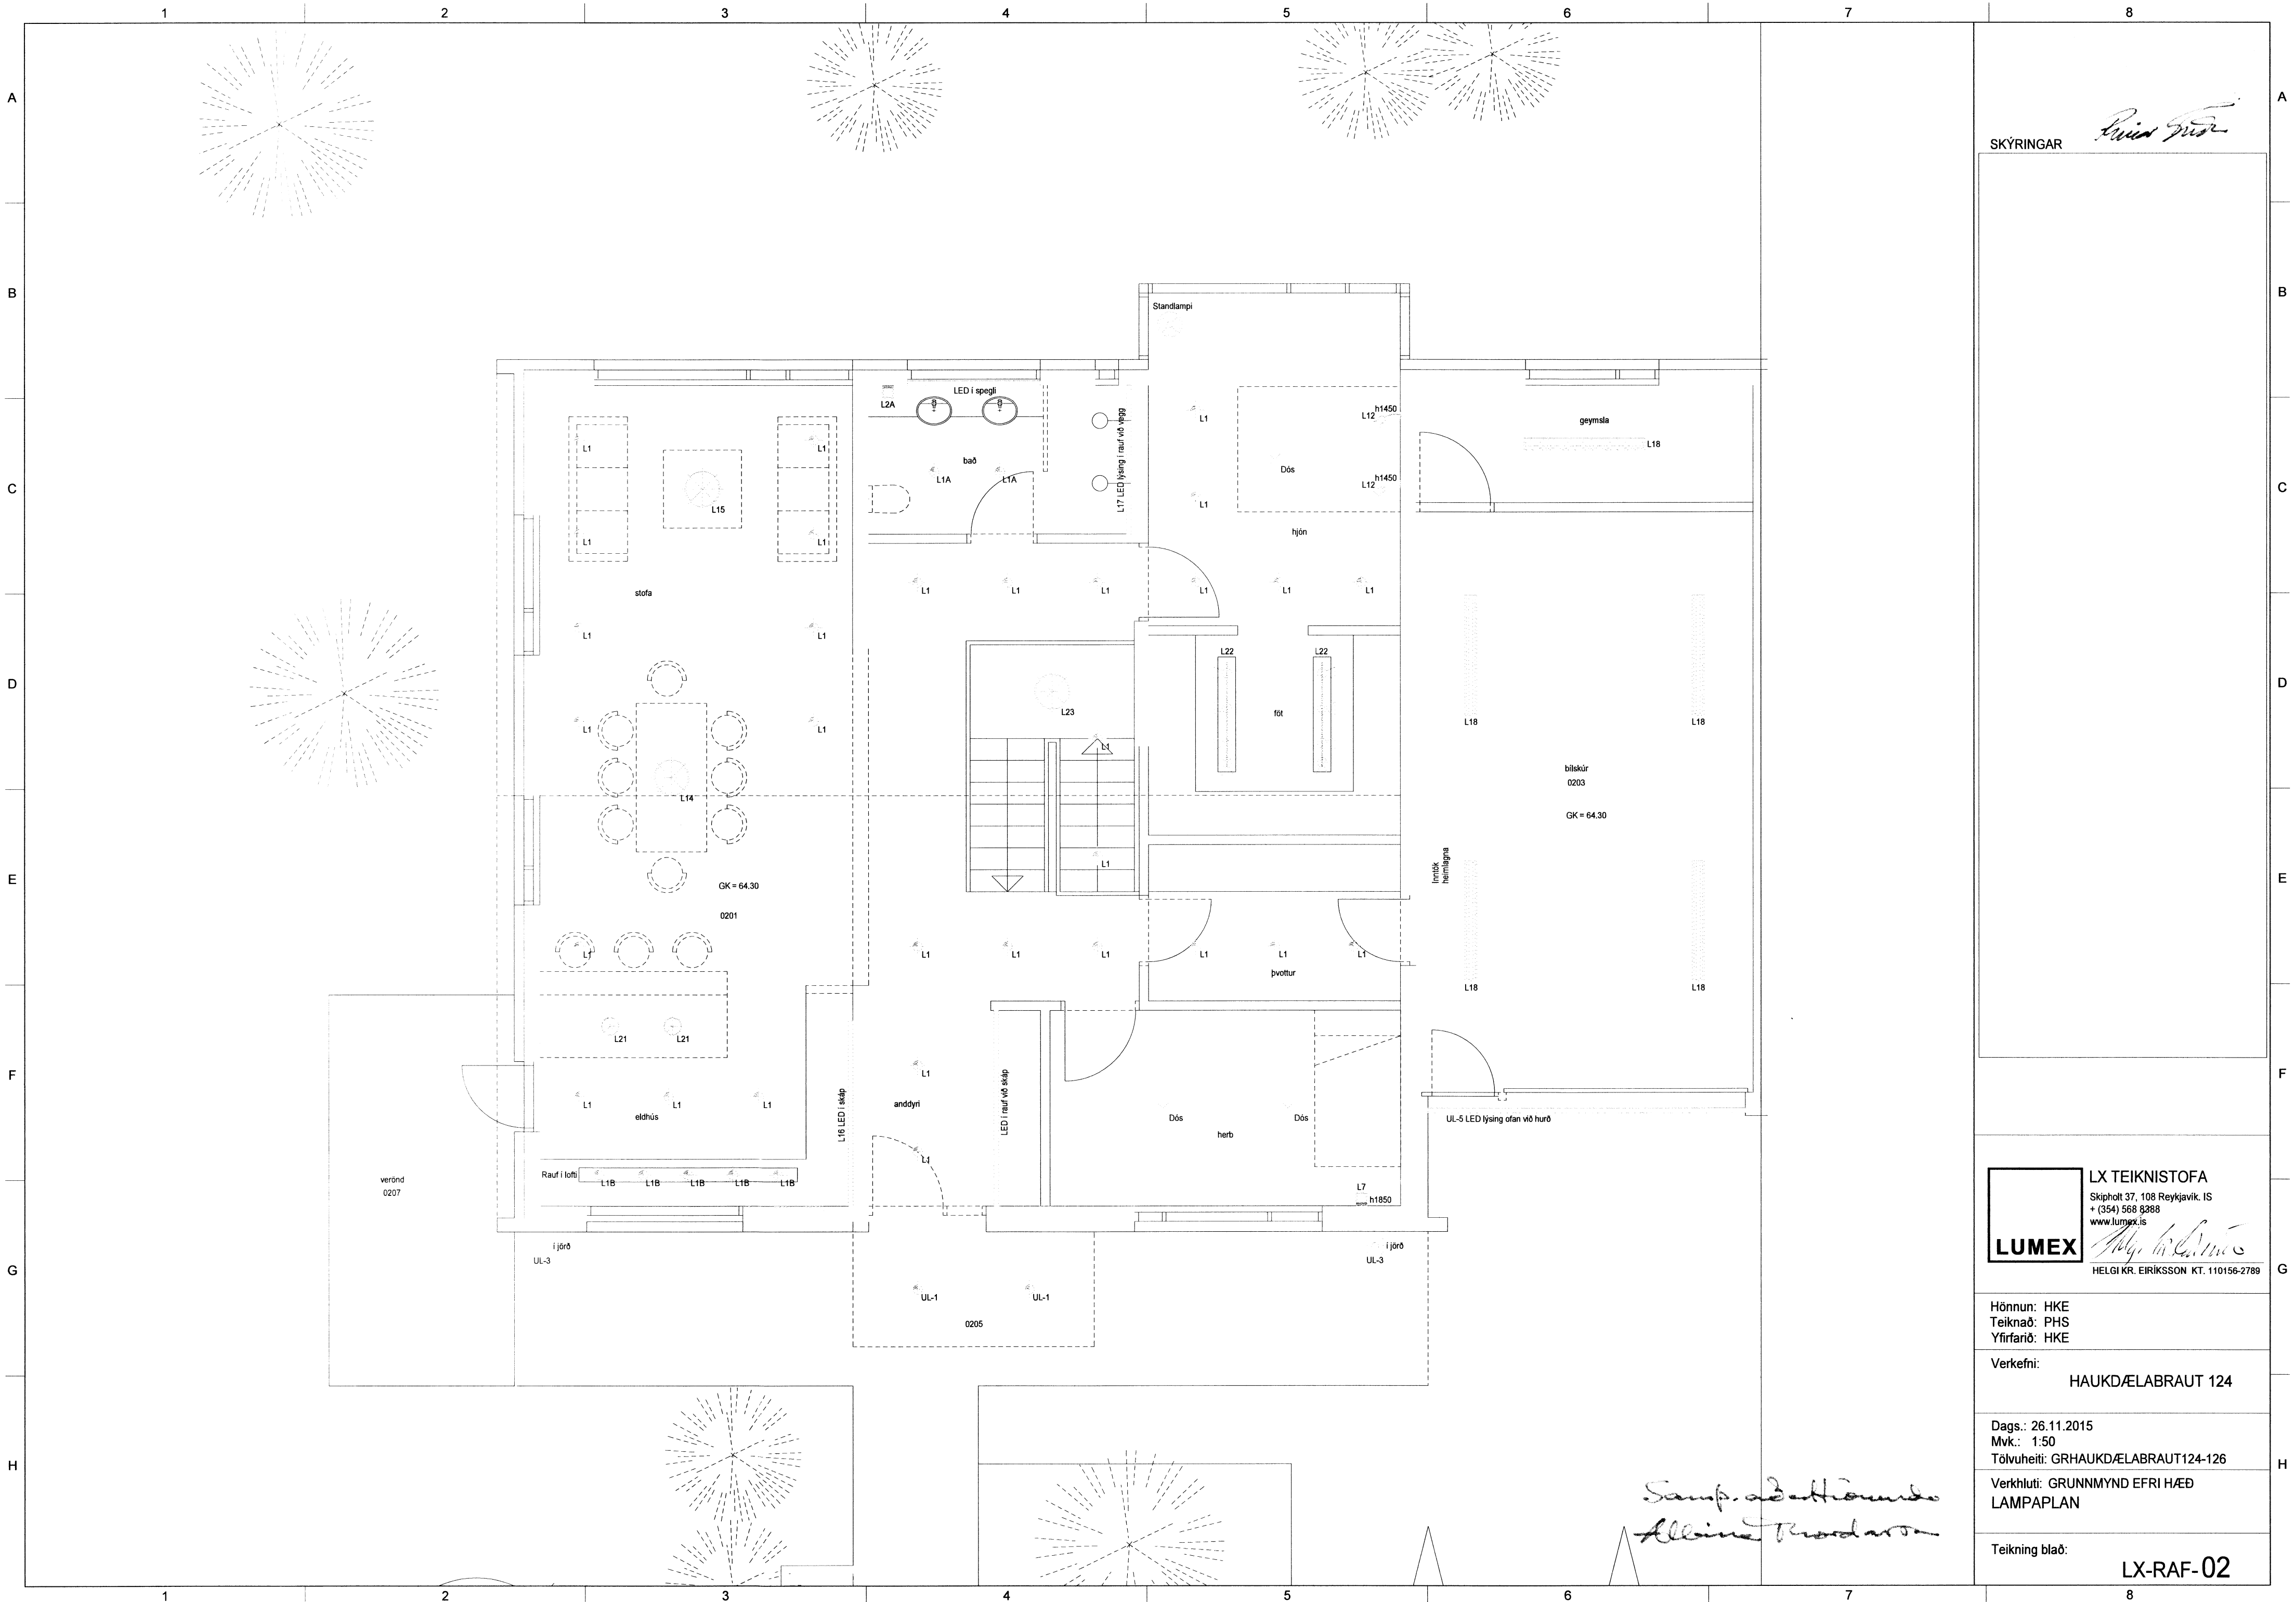 1 2 3 4 5 6 7 8
A A
SKÝRINGAR
B B
Standlampi
LED í spegli
L2A
L17 LED lýsing í rauf við vegg
L1 L12 h1450
geymsla
L18
L1 L1
bað
Dós
C C
L1A L1A
L12 h1450
L15
L1
hjón
L1 L1
L1 L1 L1 L1 L1 L1
stofa
L1 L1
L22 L22
D D
L23
föt
L18 L18
L1 L1
L1
bílskúr
0203
L14
GK = 64.30
L1
Inntök
heimlagna
E E
GK = 64.30
0201
L1 L1 L1 L1 L1 L1 L1
þvottur
L18 L18
L21 L21
F F
L1
L16 LED í skáp
LED í rauf við skáp
L1 L1 L1
anddyri
eldhús
Dós Dós
herb
UL-5 LED lýsing ofan við hurð
L1
Rauf í lofti
L1B L1B L1B L1B L1B
verönd
0207
L7
h1850
í jörð
UL-3
í jörð
UL-3
G G
UL-1 UL-1
0205
LUMEX
LX TEIKNISTOFA
Skipholt 37, 108 Reykjavík. IS
+ (354) 568 8388
www.lumex.is
HELGI KR. EIRÍKSSON KT. 110156-2789
Hönnun: HKE
Teiknað: PHS
Yfirfarið: HKE
Verkefni:
HAUKDÆLABRAUT 124
Dags.: 26.11.2015
Mvk.: 1:50
Tölvuheiti: GRHAUKDÆLABRAUT124-126
H H
Verkhluti: GRUNNMYND EFRI HÆÐ
LAMPAPLAN
Teikning blað:
LX-RAF-02
1 2 3 4 5 6 7 8